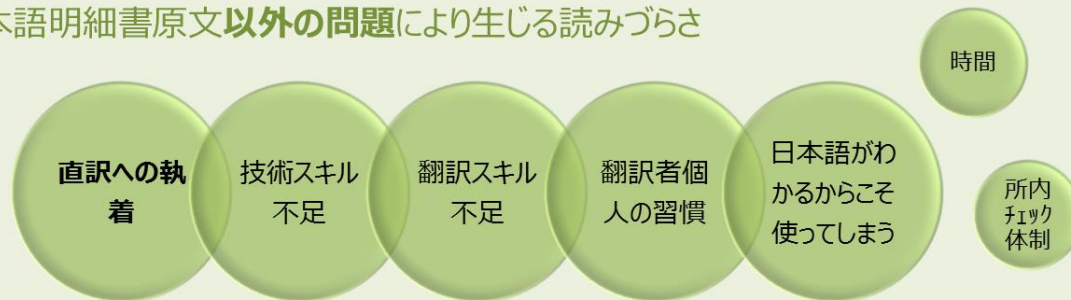 本語明細書原文以外の問題により生じる読みづらさ
時間
直訳への執
着
技術スキル
不足
翻訳スキル
不足
翻訳者個
人の習慣
日本語がわ
かるからこそ
使ってしまう
所内
ﾁｪｯｸ
体制